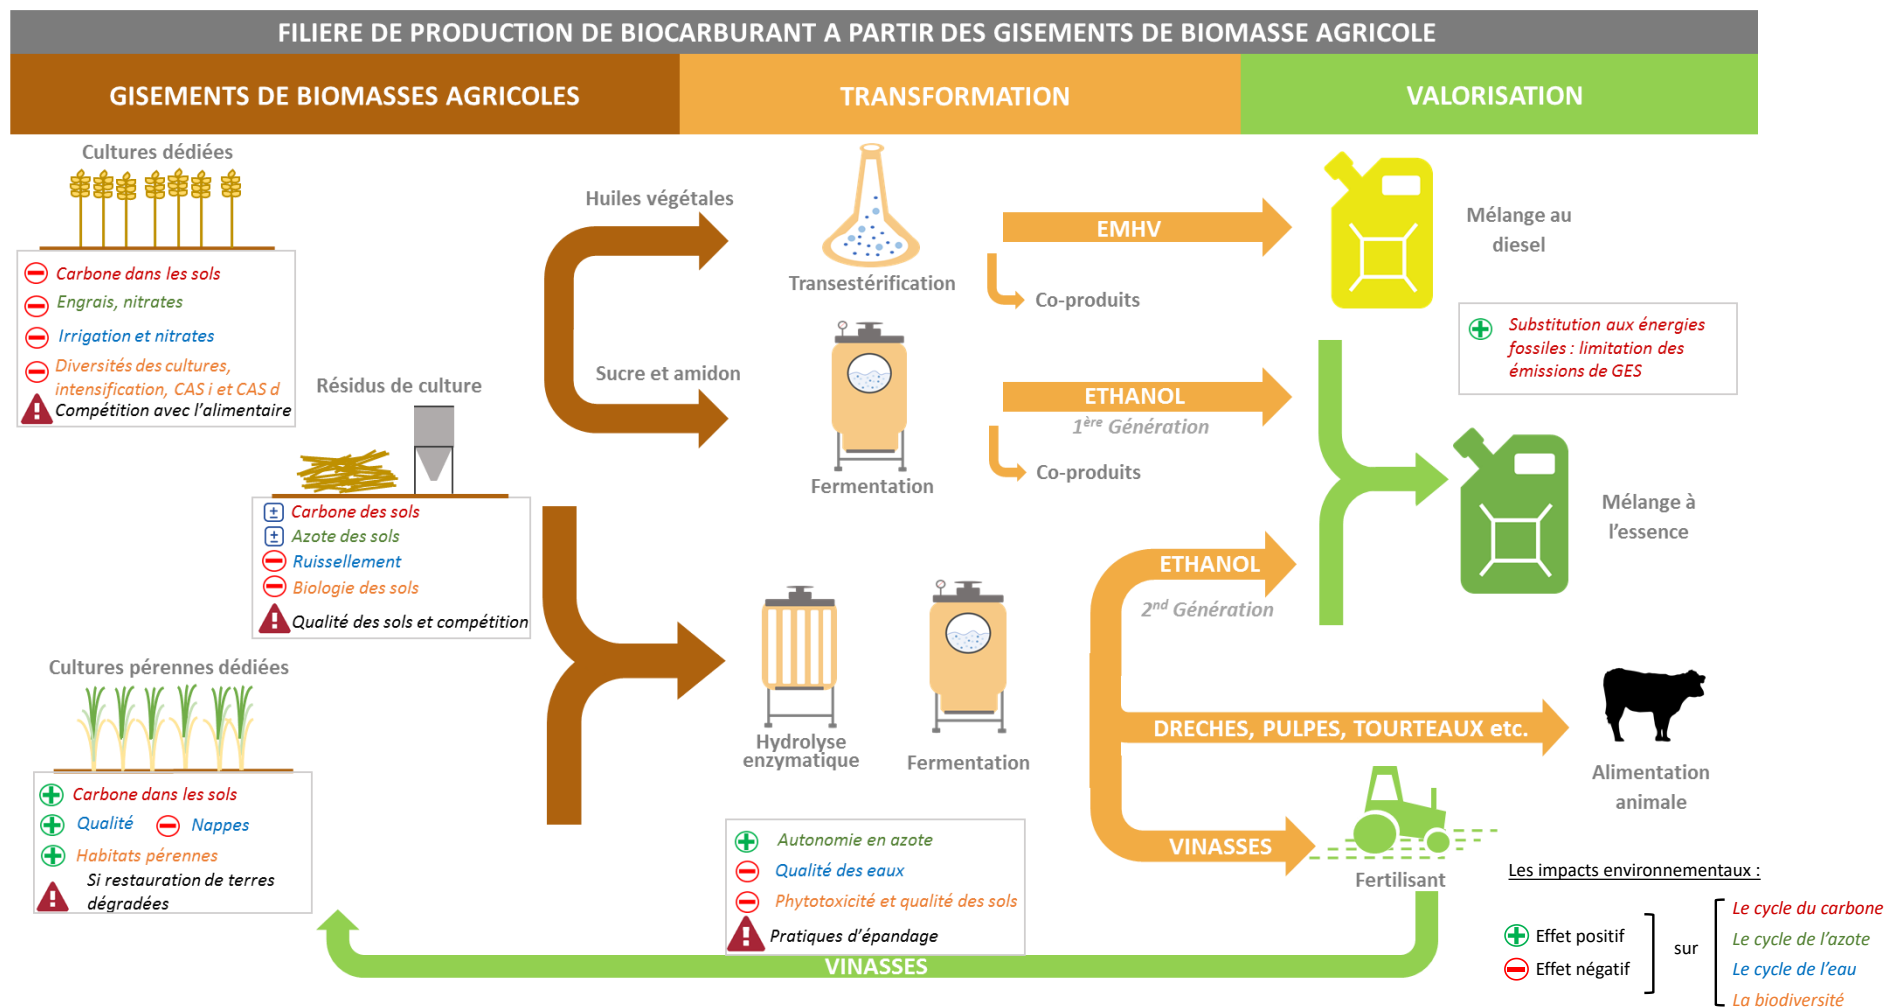 FILIERE DE PRODUCTION DE BIOCARBURANT A PARTIR DES GISEMENTS DE BIOMASSE AGRICOLE
GISEMENTS DE BIOMASSES AGRICOLES
TRANSFORMATION
VALORISATION
Cultures dédiées
Carbone dans les sols
Engrais, nitrates
Irrigation et nitrates
Diversités des cultures,
intensification, CAS i et CAS d
Compétition avec l'alimentaire
Résidus de culture
Carbone des sols
Azote des sols
Ruissellement
Biologie des sols
Qualité des sols et compétition
Cultures pérennes dédiées
Carbone dans les sols
Qualité
Nappes
Habitats pérennes
Si restauration de terres
dégradées
Huiles végétales
Sucre et amidon
Transestérification
Fermentation
Hydrolyse
enzymatique
Fermentation
EMHV
Co-produits
ETHANOL
1ère Génération
Co-produits
ETHANOL
2nd Génération
DRECHES, PULPES, TOURTEAUX etc.
VINASSES
Autonomie en azote
Qualité des eaux
Phytotoxicité et qualité des sols
Pratiques d'épandage
VINASSES
Mélange au
diesel
Substitution aux énergies
fossiles : limitation des
émissions de GES
Mélange à
l'essence
Alimentation
animale
Fertilisant
Les impacts environnementaux :
Effet positif
Effet négatif
sur
Le cycle du carbone
Le cycle de l'azote
Le cycle de l'eau
La biodiversité